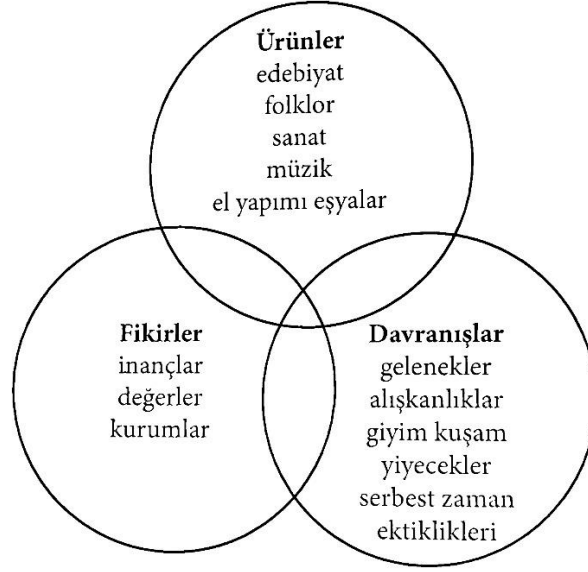 Ürünler
edebiyat
folklor
sanat
müzik
el yapımı eşyalar
Fikirler
inançlar
değerler
kurumlar
Davranışlar
gelenekler
alışkanlıklar
giyim kuşam
yiyecekler
serbest zaman
ektiklikleri